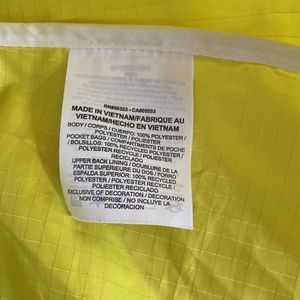 RN#56323 - CA#05553
MADE IN VIETNAM/FABRIQUE AU
VIETNAM/HECHO EN VIETNAM
BODY / CORPS / CUERPO: 100% POLYESTER
/ POLYESTER / POLIÉSTER
POCKET BAGS / COMPARTIMENTS DE POCHE
/ BOLSILLOS: 100% RECYCLED POLYESTER /
POLYESTER RECYCLÉ / POLIÉSTER
RECICLADO
UPPER BACK LINING / DOUBLURE DE LA
PARTIE SUPERIEURE DU DOS / FORRO
ESPALDA SUPERIOR: 100% RECYCLED
POLYESTER / POLYESTER RECYCLÉ /
POLIÉSTER RECICLADO
EXCLUSIVE OF DECORATION / DÉCORATION
NON COMPRISE / NO INCLUYE LA
DECORACIÓN